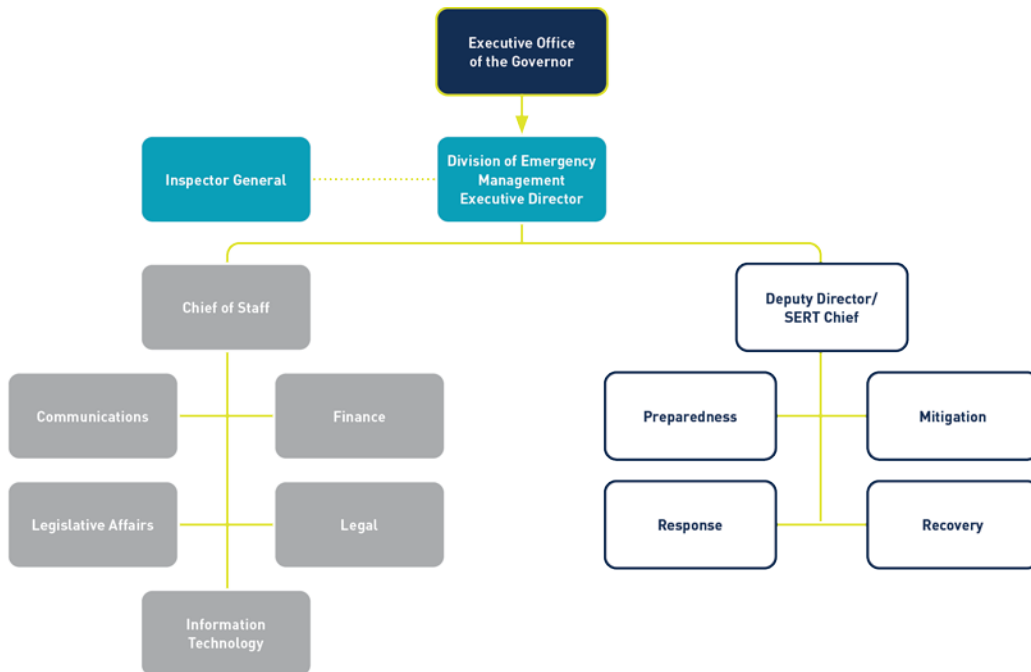 Executive Office
of the Governor
Inspector General
Division of Emergency
Management
Executive Director
Chief of Staff
Deputy Director/
SERT Chief
Communications
Finance
Preparedness
Mitigation
Legislative Affairs
Legal
Response
Recovery
Information
Technology